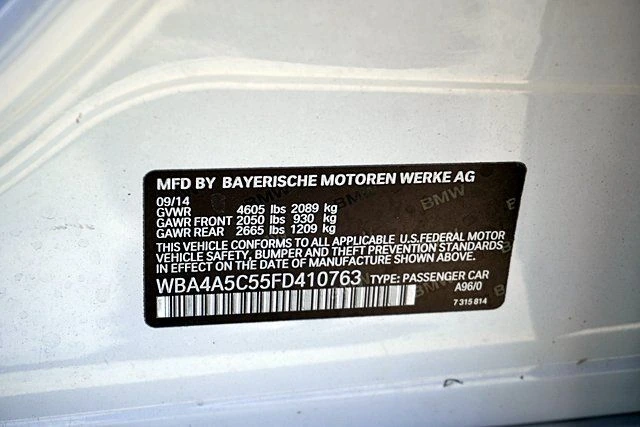 MFD BY BAYERISCHE MOTOREN WERKE AG
09/14
GVWR 4605 lbs 2089 kg
GAWR FRONT 2050 lbs 930 kg
GAWR REAR 2665 lbs 1209 kg
THIS VEHICLE CONFORMS TO ALL APPLICABLE U.S.FEDERAL MOTOR
VEHICLE SAFETY, BUMPER AND THEFT PREVENTION STANDARDS
IN EFFECT ON THE DATE OF MANUFACTURE SHOWN ABOVE.
WBA4A5C55FD410763 TYPE: PASSENGER CAR
A96/0
7 315 814
BMW
BMW